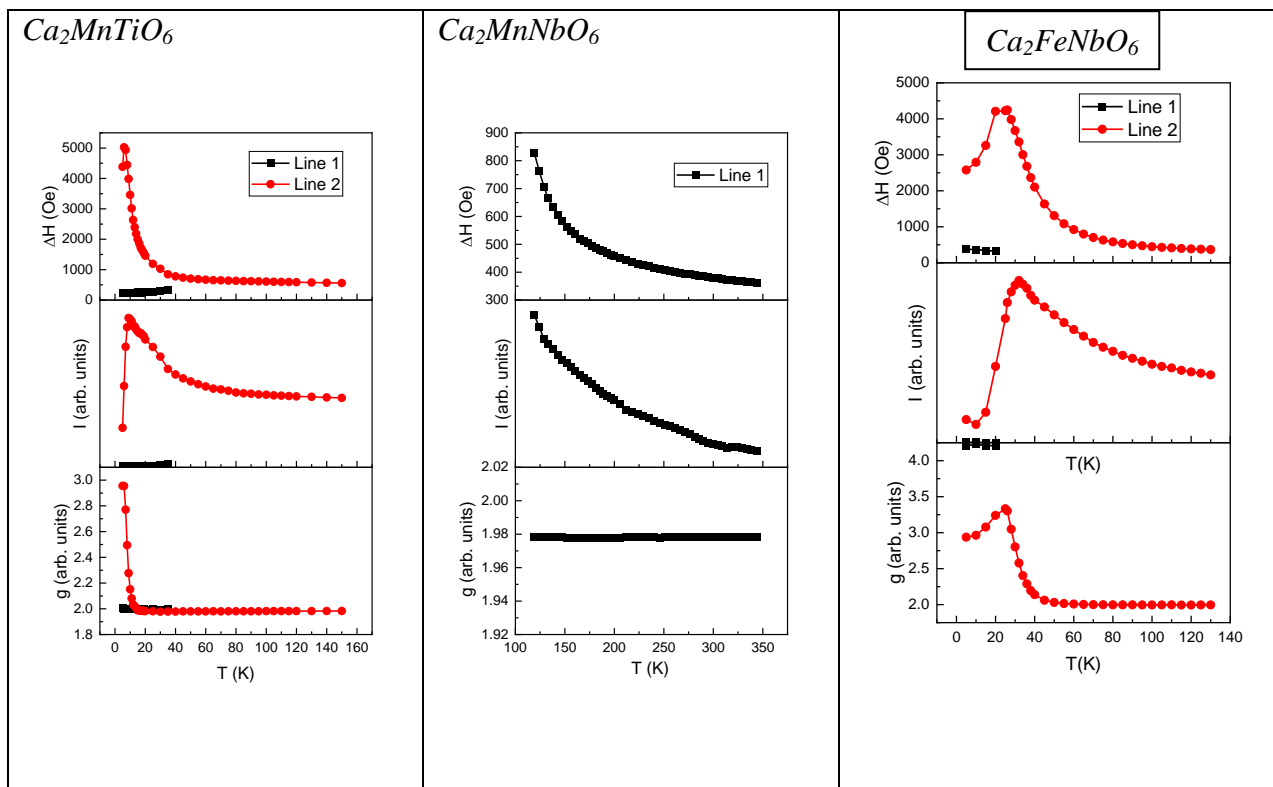 Ca2MnTiO6
ΔH (Oe)
5000
4000
3000
2000
1000
0
Line 1
Line 2
I (arb. units)
g (arb. units)
3.0
2.8
2.6
2.4
2.2
2.0
1.8
0 20 40 60 80 100 120 140 160
T (K)
Ca2MnNbO6
ΔH (Oe)
900
800
700
600
500
400
300
Line 1
I (arb. units)
g (arb. units)
2.02
2.00
1.98
1.96
1.94
1.92
100 150 200 250 300 350
T (K)
Ca2FeNbO6
ΔH (Oe)
5000
4000
3000
2000
1000
0
Line 1
Line 2
I (arb. units)
T(K)
g (arb. units)
4.0
3.5
3.0
2.5
2.0
0 20 40 60 80 100 120 140
T(K)